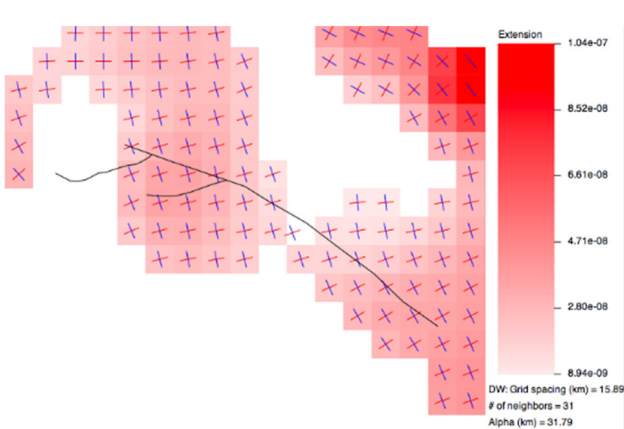 Extension
1.04e-07
8.52e-08
6.61e-08
4.71e-08
2.80e-08
8.94e-09
DW: Grid spacing (km) = 15.89
# of neighbors = 31
Alpha (km) = 31.79